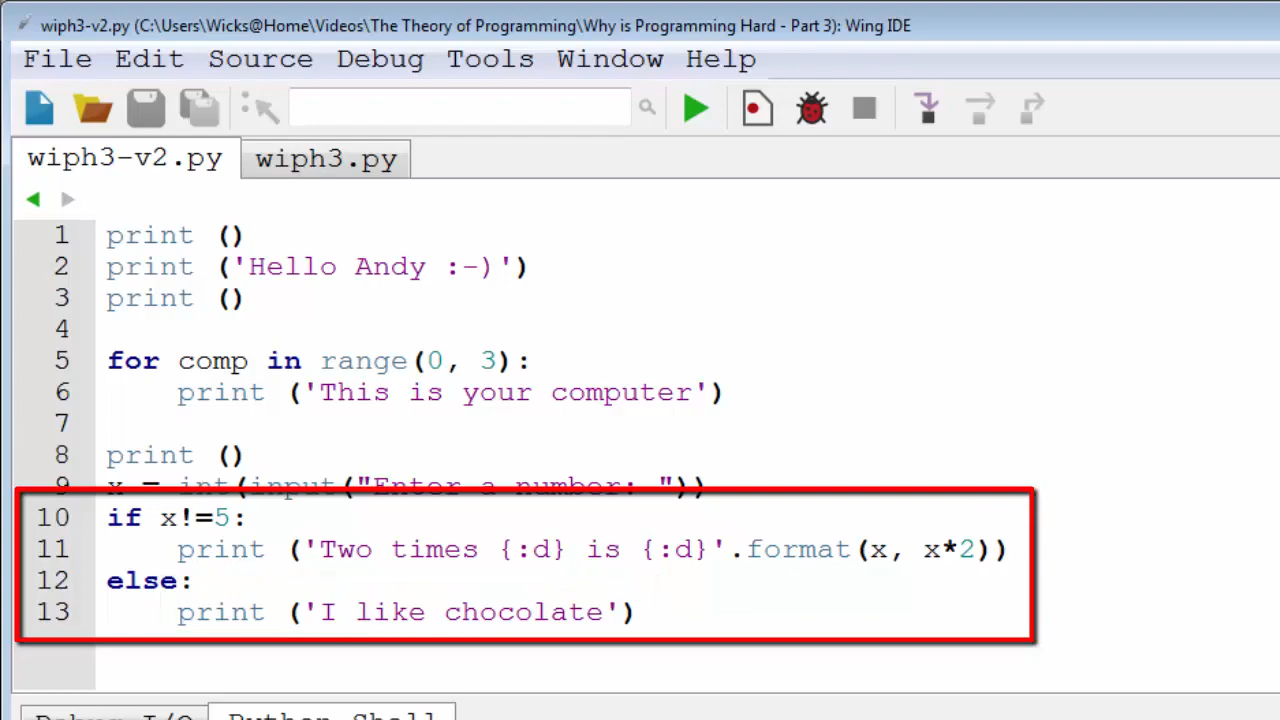 wiph3-v2.py (C:\Users\Wicks@Home\Videos\The Theory of Programming\Why is Programming Hard - Part 3): Wing IDE
File Edit Source Debug Tools Window Help
wiph3-v2.py wiph3.py
1 print ()
2 print ('Hello Andy :-)')
3 print ()
4
5 for comp in range(0, 3):
6 print ('This is your computer')
7
8 print ()
9 x = int(input("Enter a number: "))
10 if x!=5:
11 print ('Two times {:d} is {:d}'.format(x, x*2))
12 else:
13 print ('I like chocolate')
Debug I/O Python Shell